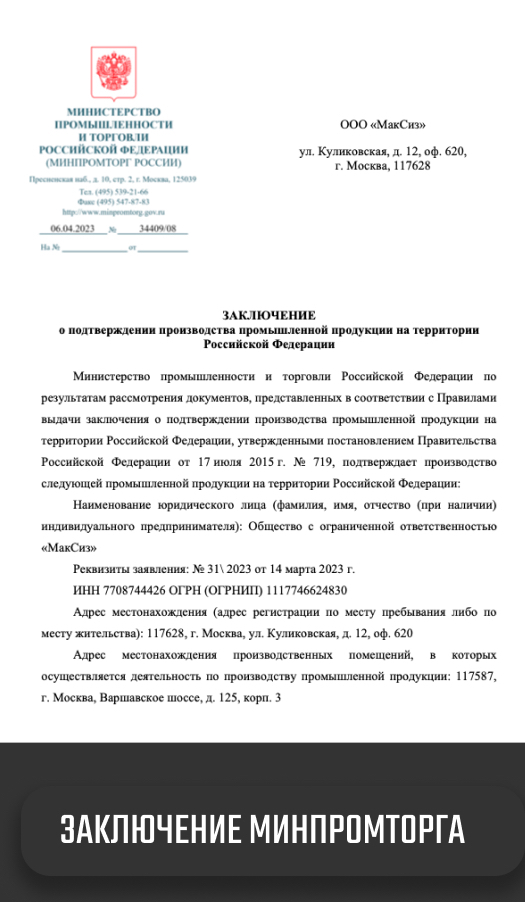 МИНИСТЕРСТВО
ПРОМЫШЛЕННОСТИ
И ТОРГОВЛИ
РОССИЙСКОЙ ФЕДЕРАЦИИ
(МИНПРОМТОРГ РОССИИ)
Пресненская наб., д. 10, стр. 2, г. Москва, 125039
Тел. (495) 539-21-66
Факс (495) 547-87-83
http://www.minpromtorg.gov.ru
06.04.2023 № 34409/08
На № от
ООО «МакСиз»
ул. Куликовская, д. 12, оф. 620,
г. Москва, 117628
ЗАКЛЮЧЕНИЕ
о подтверждении производства промышленной продукции на территории
Российской Федерации
Министерство промышленности и торговли Российской Федерации по
результатам рассмотрения документов, представленных в соответствии с Правилами
выдачи заключения о подтверждении производства промышленной продукции на
территории Российской Федерации, утвержденными постановлением Правительства
Российской Федерации от 17 июля 2015 г. № 719, подтверждает производство
следующей промышленной продукции на территории Российской Федерации:
Наименование юридического лица (фамилия, имя, отчество (при наличии)
индивидуального предпринимателя): Общество с ограниченной ответственностью
«МакСиз»
Реквизиты заявления: № 31\ 2023 от 14 марта 2023 г.
ИНН 7708744426 ОГРН (ОГРНИП) 1117746624830
Адрес местонахождения (адрес регистрации по месту пребывания либо по
месту жительства): 117628, г. Москва, ул. Куликовская, д. 12, оф. 620
Адрес местонахождения производственных помещений, в которых
осуществляется деятельность по производству промышленной продукции: 117587,
г. Москва, Варшавское шоссе, д. 125, корп. 3
ЗАКЛЮЧЕНИЕ МИНПРОМТОРГА